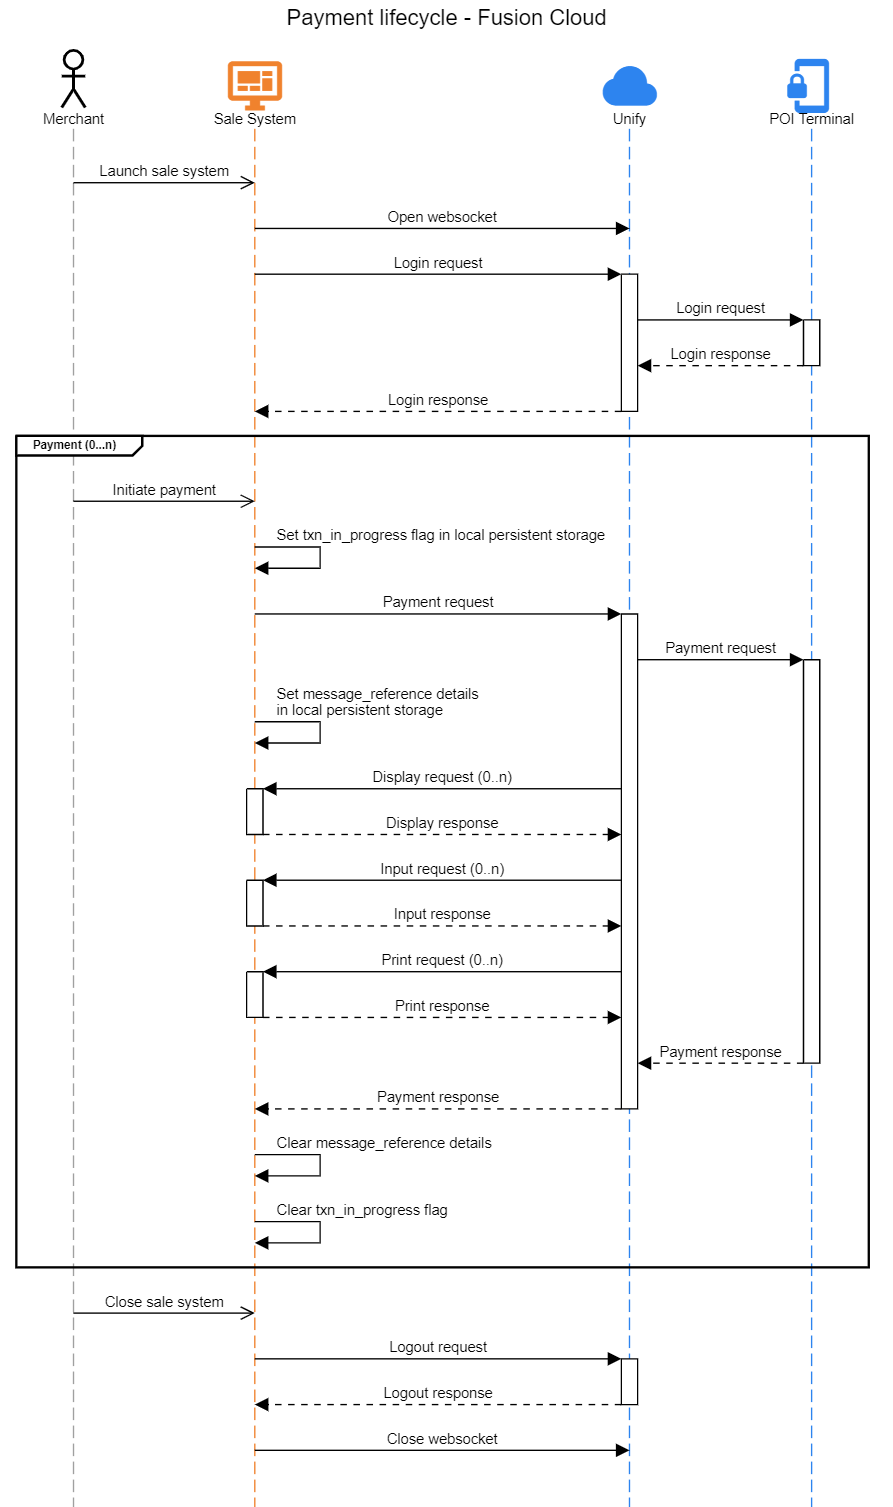 Payment lifecycle - Fusion Cloud
Merchant
Sale System
Unify
POI Terminal
Launch sale system
Open websocket
Login request
Login request
Login response
Login response
Payment (0...n)
Initiate payment
Set txn_in_progress flag in local persistent storage
Payment request
Payment request
Set message_reference details
in local persistent storage
Display request (0..n)
Display response
Input request (0..n)
Input response
Print request (0..n)
Print response
Payment response
Payment response
Clear message_reference details
Clear txn_in_progress flag
Close sale system
Logout request
Logout response
Close websocket